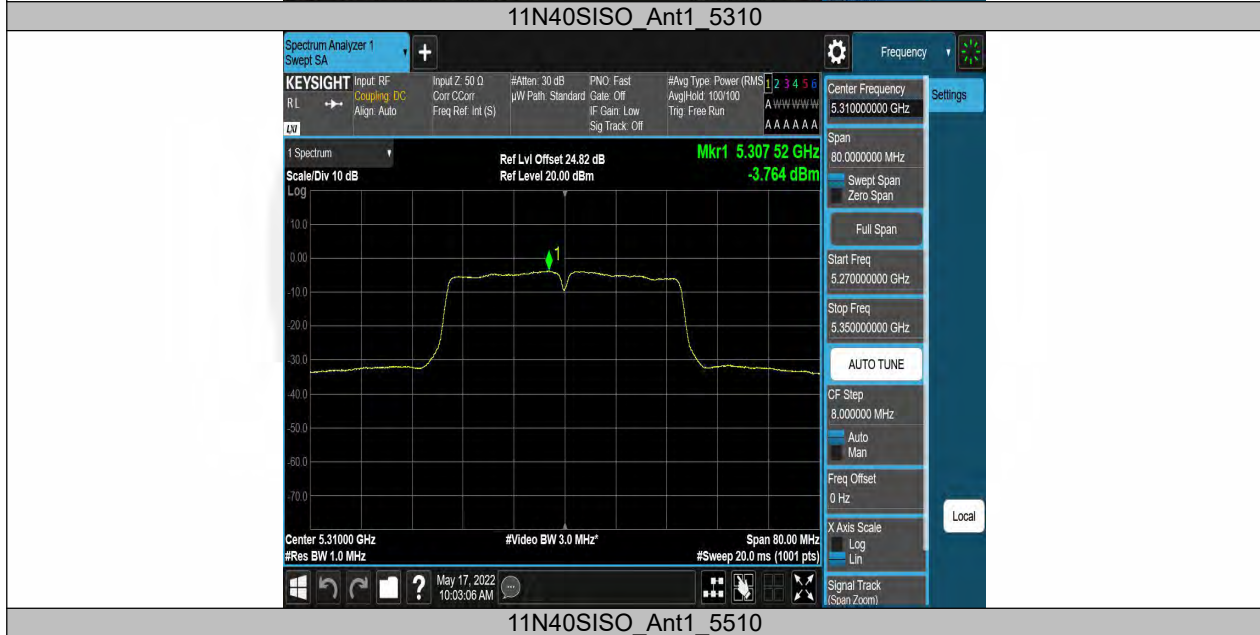 11N40SISO_Ant1_5310
Spectrum Analyzer 1
Swept SA
+
Frequency
KEYSIGHT
RL
LXI
Input: RF
Coupling: DC
Align: Auto
Input Z: 50 Ω
Corr CCorr
Freq Ref: Int (S)
#Atten: 30 dB
µW Path: Standard
PNO: Fast
Gate: Off
IF Gain: Low
Sig Track: Off
#Avg Type: Power (RMS
Avg|Hold: 100/100
Trig: Free Run
1 2 3 4 5 6
A W W W W W
A A A A A A
Center Frequency
5.310000000 GHz
Settings
Span
80.0000000 MHz
Swept Span
Zero Span
Full Span
Start Freq
5.270000000 GHz
Stop Freq
5.350000000 GHz
AUTO TUNE
CF Step
8.000000 MHz
Auto
Man
Freq Offset
0 Hz
X Axis Scale
Log
Lin
Signal Track
(Span Zoom)
Local
1 Spectrum
Scale/Div 10 dB
Ref Lvl Offset 24.82 dB
Ref Level 20.00 dBm
Mkr1 5.307 52 GHz
-3.764 dBm
Log
10.0
0.00
-10.0
-20.0
-30.0
-40.0
-50.0
-60.0
-70.0
1
Center 5.31000 GHz
#Res BW 1.0 MHz
#Video BW 3.0 MHz*
Span 80.00 MHz
#Sweep 20.0 ms (1001 pts)
?
May 17, 2022
10:03:06 AM
11N40SISO_Ant1_5510